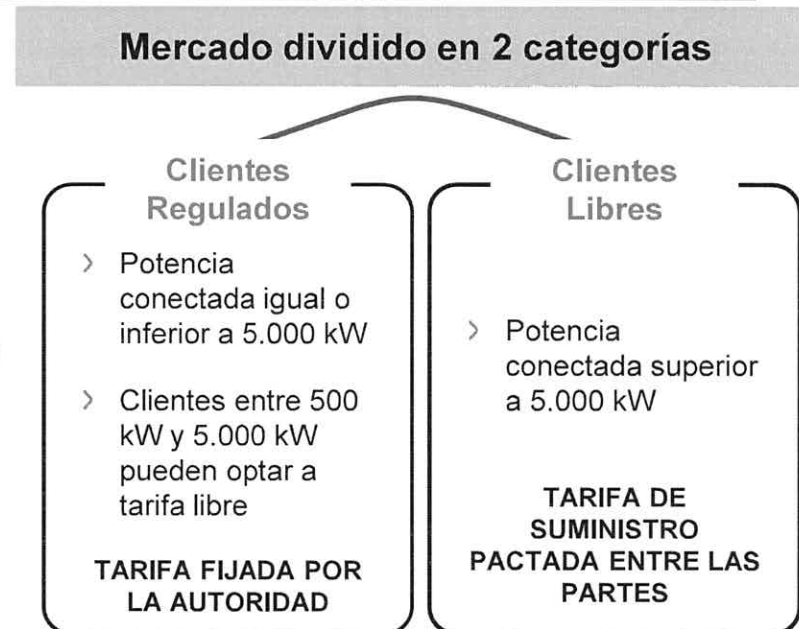 Mercado dividido en 2 categorías
Clientes
Regulados
> Potencia
conectada igual o
inferior a 5.000 kW
> Clientes entre 500
kW y 5.000 kW
pueden optar a
tarifa libre
TARIFA FIJADA POR
LA AUTORIDAD
Clientes
Libres
> Potencia
conectada superior
a 5.000 kW
TARIFA DE
SUMINISTRO
PACTADA ENTRE LAS
PARTES